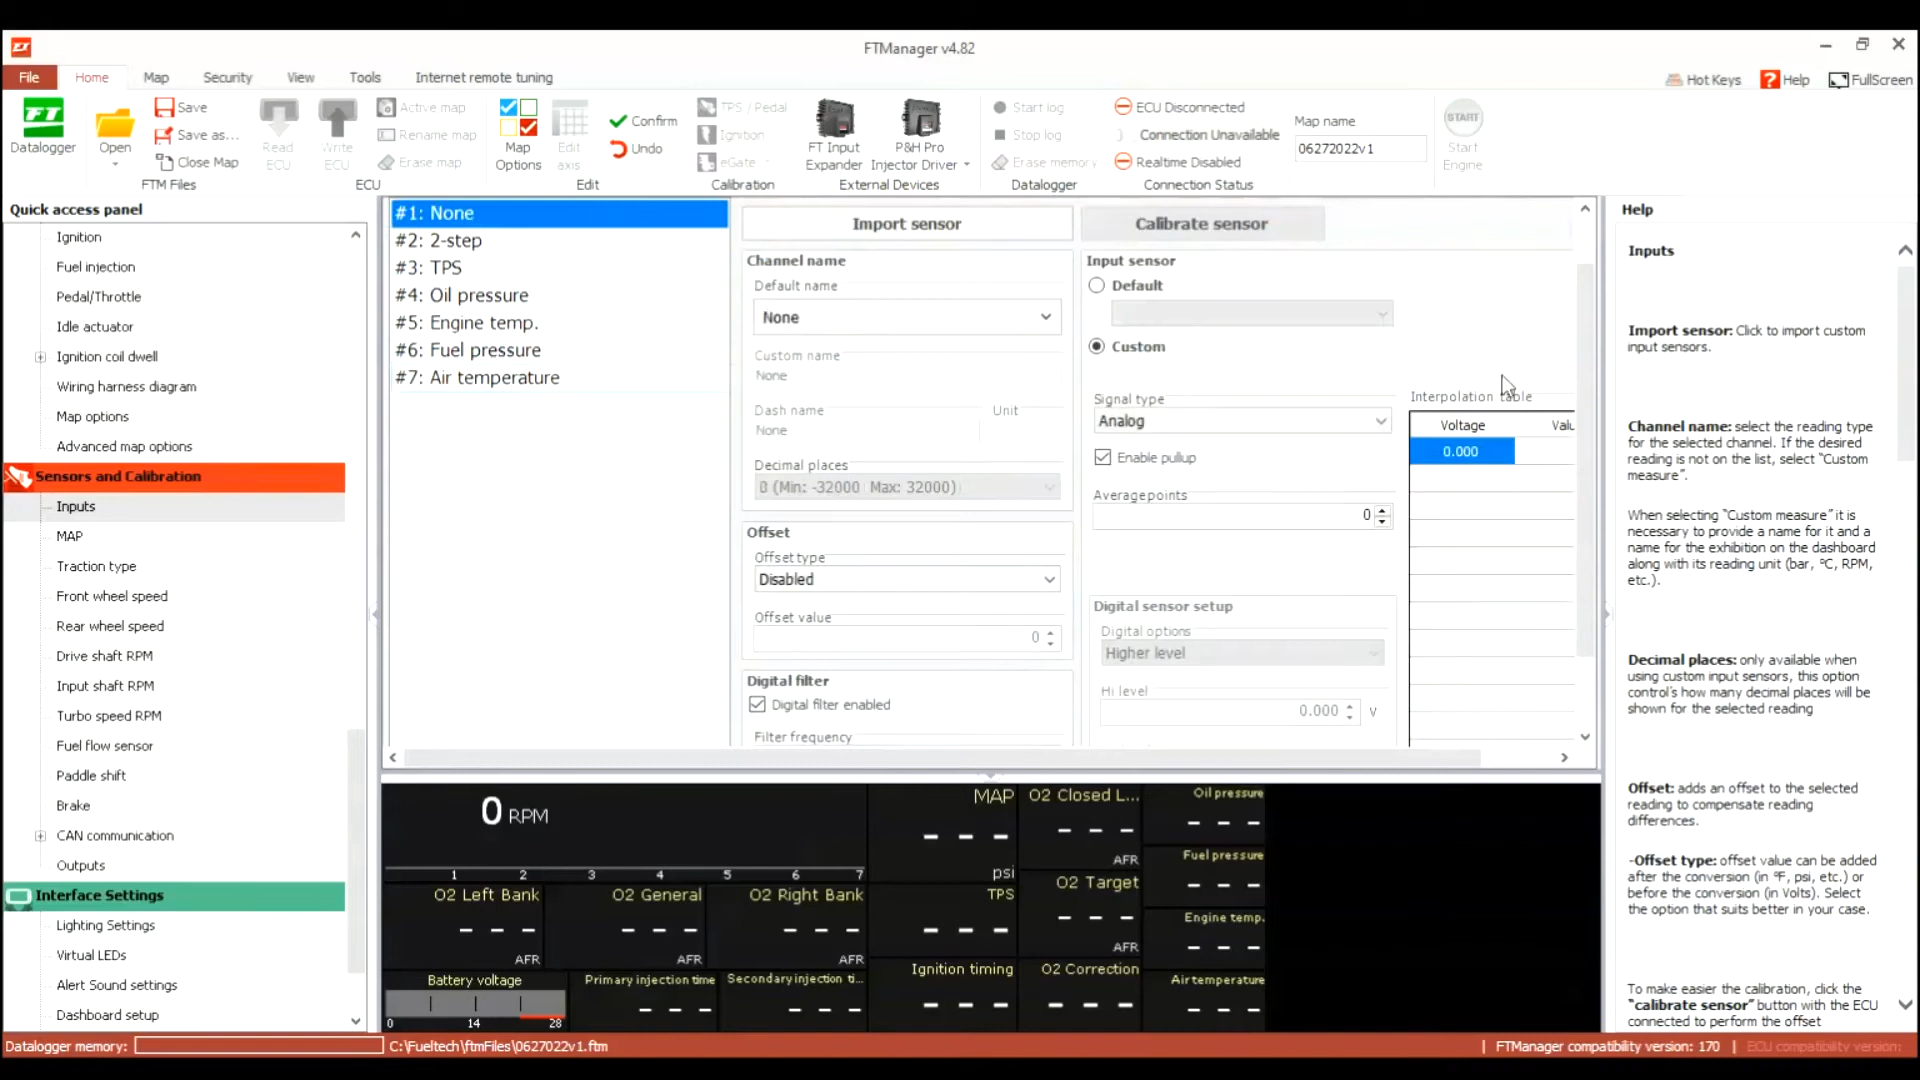 FTManager v4.82
File Home Map Security View Tools Internet remote tuning
Hot Keys Help FullScreen
FT Datalogger
Open
Save
Save as...
Close Map
FTM Files
Read ECU
Write ECU
ECU
Active map
Rename map
Erase map
Map Options
Edit axis
Confirm
Undo
Edit
TPS / Pedal
Ignition
eGate
Calibration
FT Input Expander
P&H Pro Injector Driver
External Devices
Start log
Stop log
Erase memory
Datalogger
ECU Disconnected
Connection Unavailable
Realtime Disabled
Connection Status
Map name
06272022v1
START
Start Engine
Quick access panel
Ignition
Fuel injection
Pedal/Throttle
Idle actuator
Ignition coil dwell
Wiring harness diagram
Map options
Advanced map options
Sensors and Calibration
Inputs
MAP
Traction type
Front wheel speed
Rear wheel speed
Drive shaft RPM
Input shaft RPM
Turbo speed RPM
Fuel flow sensor
Paddle shift
Brake
CAN communication
Outputs
Interface Settings
Lighting Settings
Virtual LEDs
Alert Sound settings
Dashboard setup
#1: None
#2: 2-step
#3: TPS
#4: Oil pressure
#5: Engine temp.
#6: Fuel pressure
#7: Air temperature
Import sensor
Channel name
Default name
None
Custom name
None
Dash name Unit
None
Decimal places
0 (Min: -32000 Max: 32000)
Offset
Offset type
Disabled
Offset value
0
Digital filter
Digital filter enabled
Filter frequency
Calibrate sensor
Input sensor
Default
Custom
Signal type
Analog
Enable pullup
Average points
0
Digital sensor setup
Digital options
Higher level
Hi level
0.000 V
Interpolation table
Voltage Valu
0.000
Help
Inputs
Import sensor: Click to import custom
input sensors.
Channel name: select the reading type
for the selected channel. If the desired
reading is not on the list, select “Custom
measure”.
When selecting “Custom measure” it is
necessary to provide a name for it and a
name for the exhibition on the dashboard
along with its reading unit (bar, ºC, RPM,
etc.).
Decimal places: only available when
using custom input sensors, this option
control's how many decimal places will be
shown for the selected reading
Offset: adds an offset to the selected
reading to compensate reading
differences.
-Offset type: offset value can be added
after the conversion (in ºF, psi, etc.) or
before the conversion (in Volts). Select
the option that suits better in your case.
To make easier the calibration, click the
“calibrate sensor” button with the ECU
connected to perform the offset
0 RPM
1 2 3 4 5 6 7
MAP
- - -
psi
O2 Closed L...
- - -
AFR
Oil pressure
- - -
Fuel pressure
- - -
O2 Left Bank
- - -
AFR
O2 General
- - -
AFR
O2 Right Bank
- - -
AFR
TPS
- - -
O2 Target
- - -
AFR
Engine temp.
- - -
Battery voltage
0 14 28
Primary injection time
- - -
Secondary injection ti...
- - -
Ignition timing
- - -
O2 Correction
- - -
Air temperature
- - -
Datalogger memory: C:\Fueltech\ftmFiles\0627022v1.ftm | FTManager compatibility version: 170 | ECU compatibility version: